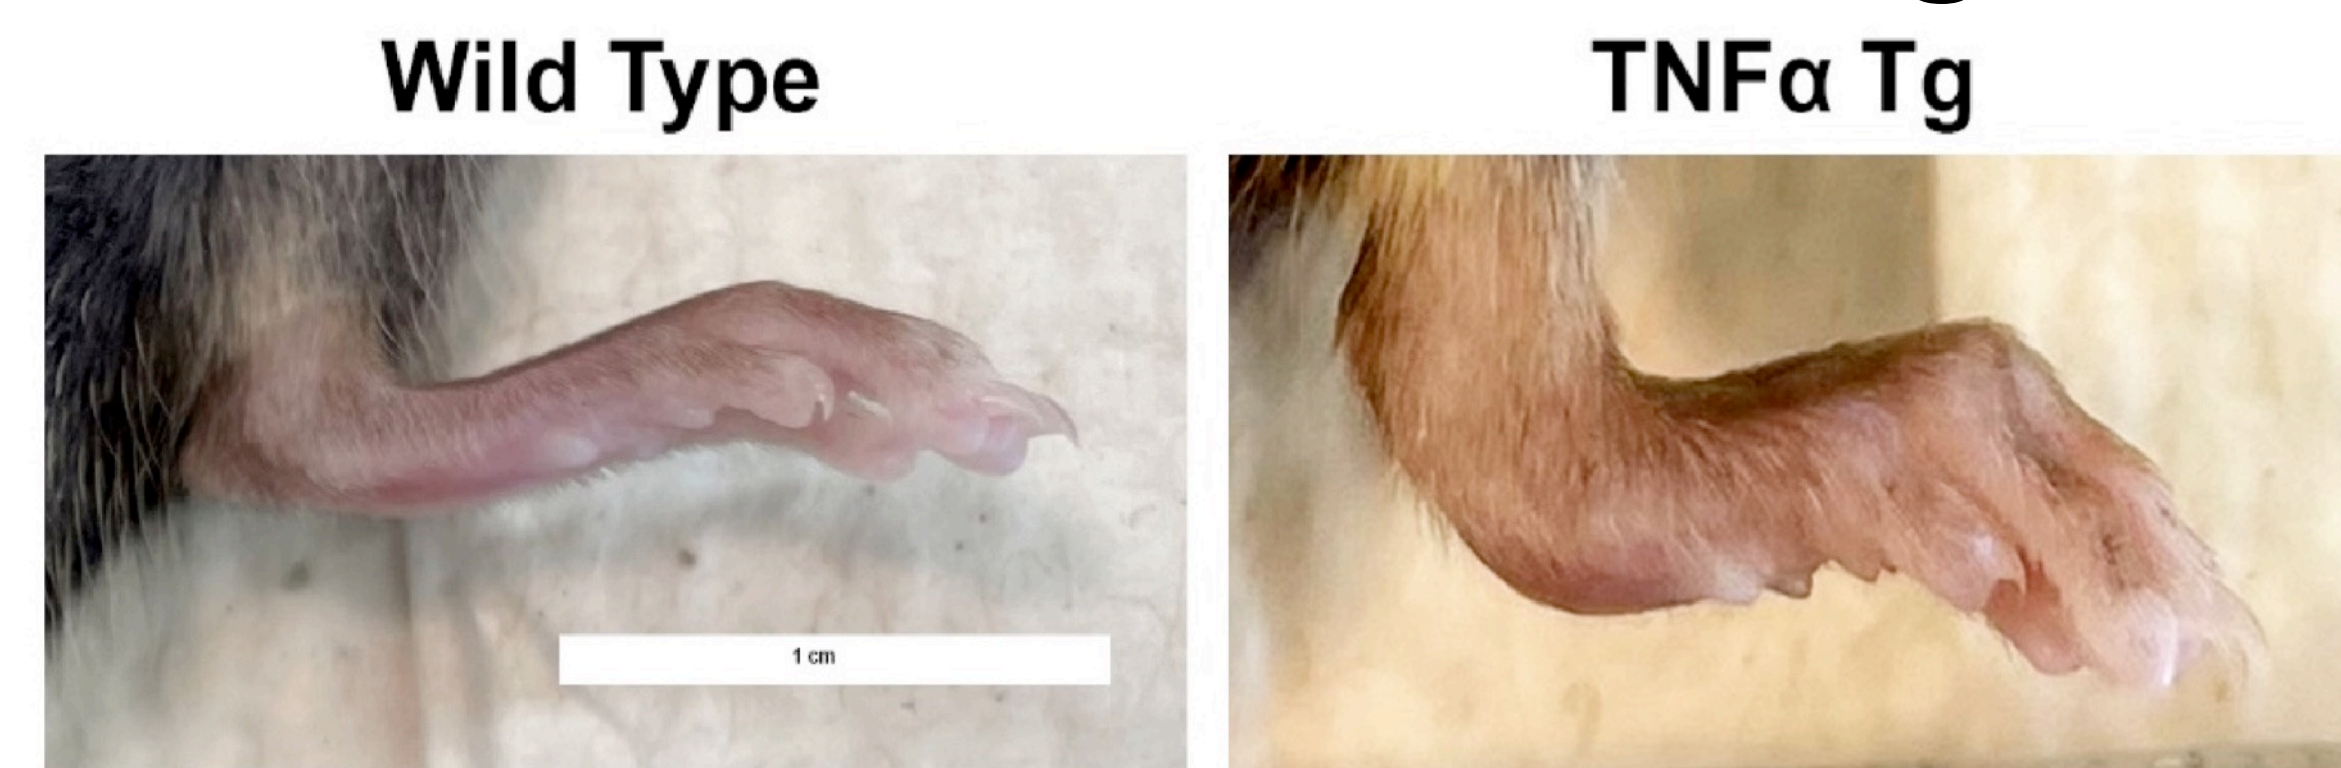 Wild Type
TNFα Tg
1 cm